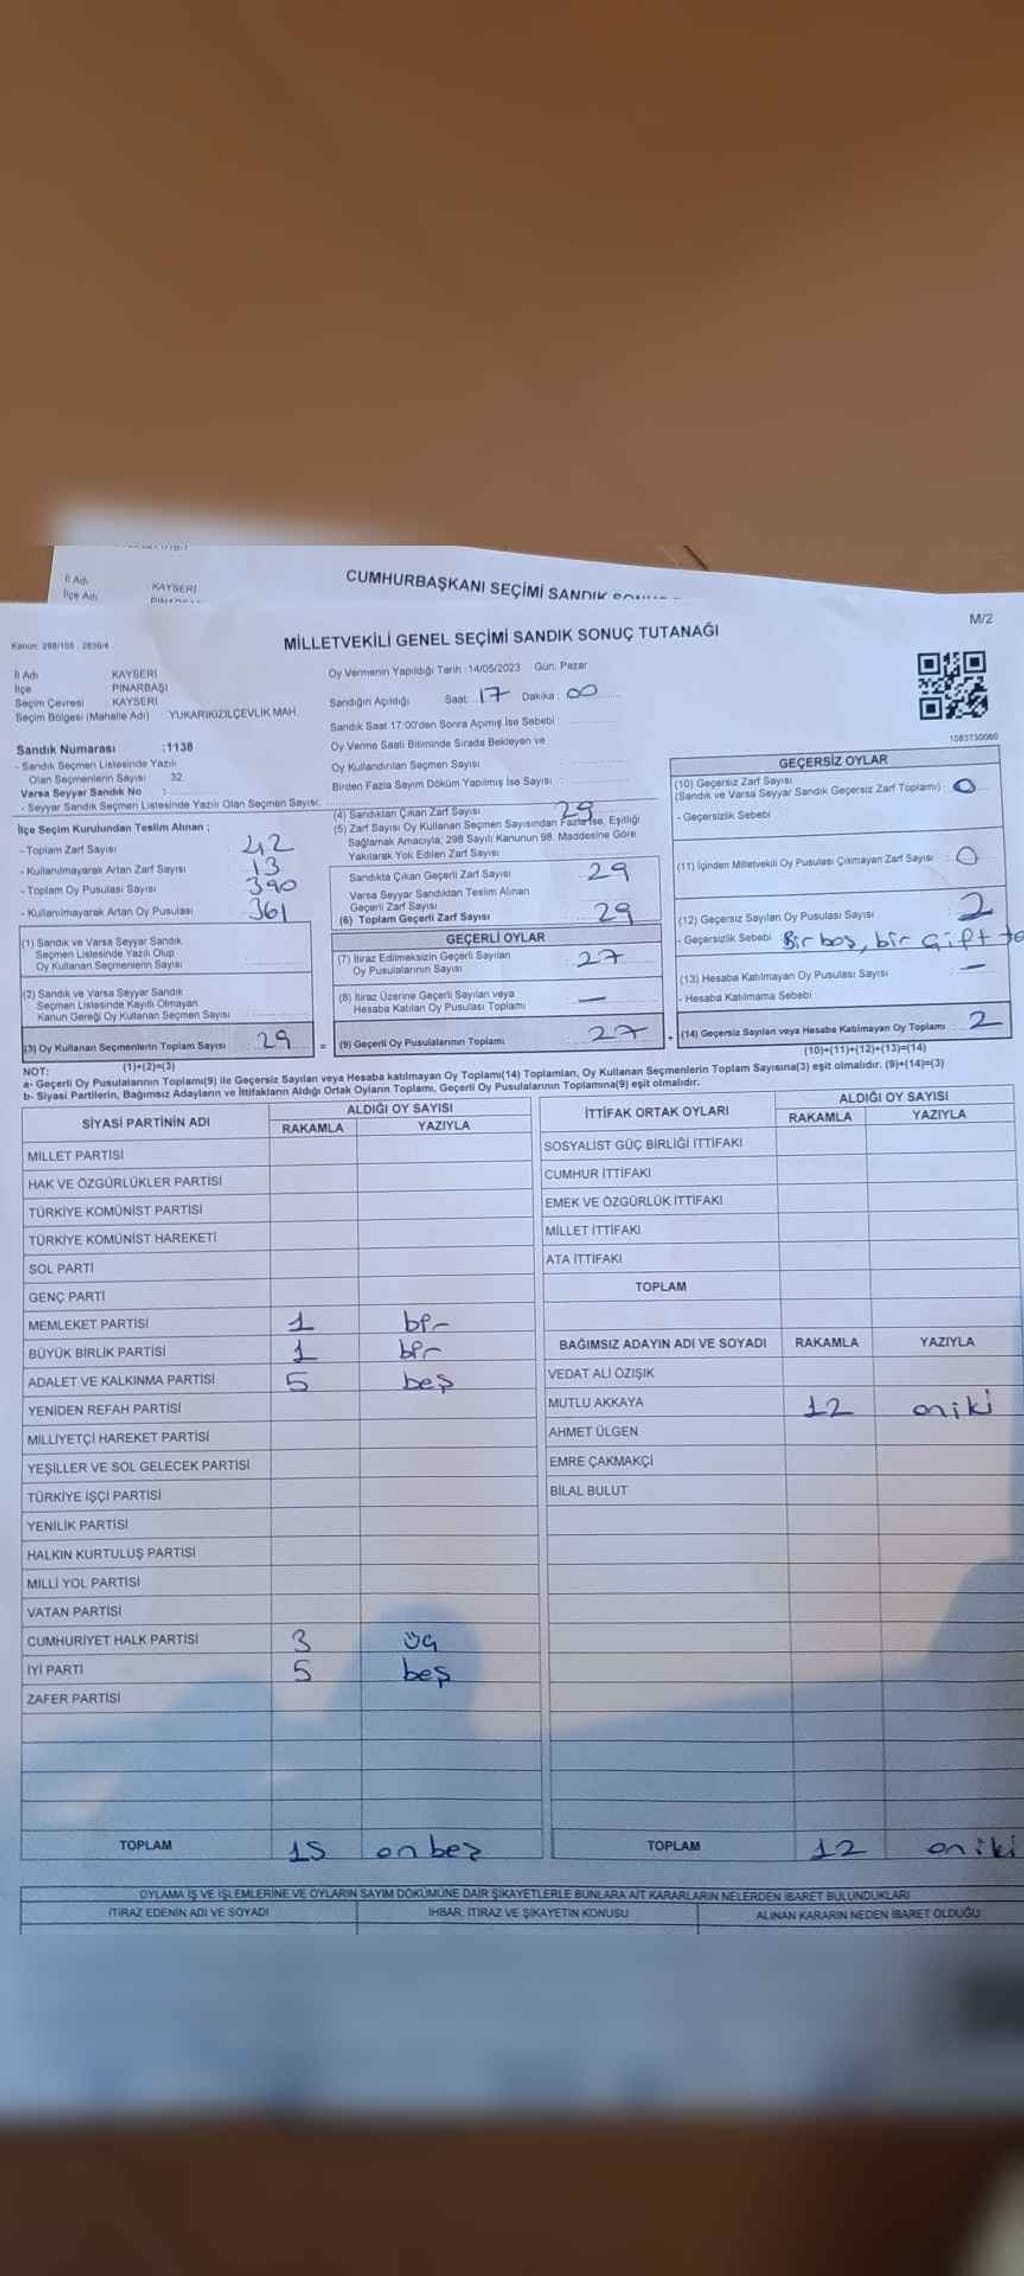 İl Adı KAYSERİ
İlçe Adı
CUMHURBAŞKANI SEÇİMİ SANDIK
M/2
MİLLETVEKİLİ GENEL SEÇİMİ SANDIK SONUÇ TUTANAĞI
İl Adı KAYSERİ
İlçe PINARBAŞI
Seçim Çevresi : KAYSERİ
Seçim Bölgesi (Mahalle Adı) YUKARIKIZILÇEVLİK MAH.
Oy Vermenin Yapıldığı Tarih :14/05/2023 Gün: Pazar
Sandığın Açıldığı Saat: 17 Dakika : 00
Sandık Saat 17:00'den Sonra Açımış İse Sebebi :
Oy Verme Saati Bitiminde Sırada Bekleyen ve
Oy Kullandırılan Seçmen Sayısı :
Birden Fazla Sayım Döküm Yapılmış İse Sayısı :
1083730060
Sandık Numarası :1138
- Sandık Seçmen Listesinde Yazılı
Olan Seçmenlerin Sayısı 32
Varsa Seyyar Sandık No :
- Seyyar Sandık Seçmen Listesinde Yazılı Olan Seçmen Sayısı:
İlçe Seçim Kurulundan Teslim Alınan ;
- Toplam Zarf Sayısı 42
- Kullanılmayarak Artan Zarf Sayısı 13
- Toplam Oy Pusulası Sayısı 390
- Kullanılmayarak Artan Oy Pusulası 361
(1) Sandık ve Varsa Seyyar Sandık
Seçmen Listesinde Yazılı Olup
Oy Kullanan Seçmenlerin Sayısı
(2) Sandık ve Varsa Seyyar Sandık
Seçmen Listesinde Kayıtlı Olmayan
Kanun Gereği Oy Kullanan Seçmen Sayısı
(3) Oy Kullanan Seçmenlerin Toplam Sayısı 29 =
(1)+(2)=(3)
(4) Sandıktan Çıkan Zarf Sayısı 29
(5) Zarf Sayısı Oy Kullanan Seçmen Sayısından Fazla İse, Eşitliği
Sağlamak Amacıyla; 298 Sayılı Kanunun 98. Maddesine Göre
Yakılarak Yok Edilen Zarf Sayısı
Sandıkta Çıkan Geçerli Zarf Sayısı 29
Varsa Seyyar Sandıktan Teslim Alınan
Geçerli Zarf Sayısı
(6) Toplam Geçerli Zarf Sayısı 29
GEÇERLİ OYLAR
(7) İtiraz Edilmeksizin Geçerli Sayılan
Oy Pusulalarının Sayısı 27
(8) İtiraz Üzerine Geçerli Sayılan veya
Hesaba Katılan Oy Pusulası Toplamı —
(9) Geçerli Oy Pusulalarının Toplamı 27 +
GEÇERSİZ OYLAR
(10) Geçersiz Zarf Sayısı
(Sandık ve Varsa Seyyar Sandık Geçersiz Zarf Toplamı) : 0
- Geçersizlik Sebebi
(11) İçinden Milletvekili Oy Pusulası Çıkmayan Zarf Sayısı : 0
(12) Geçersiz Sayılan Oy Pusulası Sayısı 2
- Geçersizlik Sebebi Bir boş, bir çift
(13) Hesaba Katılmayan Oy Pusulası Sayısı —
- Hesaba Katılmama Sebebi
(14) Geçersiz Sayılan veya Hesaba Katılmayan Oy Toplamı : 2
(10)+(11)+(12)+(13)=(14)
NOT:
a- Geçerli Oy Pusulalarının Toplamı(9) ile Geçersiz Sayılan veya Hesaba katılmayan Oy Toplamı(14) Toplamları, Oy Kullanan Seçmenlerin Toplam Sayısına(3) eşit olmalıdır. (9)+(14)=(3)
b- Siyasi Partilerin, Bağımsız Adayların ve İttifakların Aldığı Ortak Oyların Toplamı, Geçerli Oy Pusulalarının Toplamına(9) eşit olmalıdır.
SİYASİ PARTİNİN ADI ALDIĞI OY SAYISI
RAKAMLA YAZIYLA
MİLLET PARTİSİ
HAK VE ÖZGÜRLÜKLER PARTİSİ
TÜRKİYE KOMÜNİST PARTİSİ
TÜRKİYE KOMÜNİST HAREKETİ
SOL PARTİ
GENÇ PARTİ
MEMLEKET PARTİSİ 1 bir
BÜYÜK BİRLİK PARTİSİ 1 bir
ADALET VE KALKINMA PARTİSİ 5 beş
YENİDEN REFAH PARTİSİ
MİLLİYETÇİ HAREKET PARTİSİ
YEŞİLLER VE SOL GELECEK PARTİSİ
TÜRKİYE İŞÇİ PARTİSİ
YENİLİK PARTİSİ
HALKIN KURTULUŞ PARTİSİ
MİLLİ YOL PARTİSİ
VATAN PARTİSİ
CUMHURİYET HALK PARTİSİ 3 üç
İYİ PARTİ 5 beş
ZAFER PARTİSİ
TOPLAM 15 onbeş
İTTİFAK ORTAK OYLARI ALDIĞI OY SAYISI
RAKAMLA YAZIYLA
SOSYALİST GÜÇ BİRLİĞİ İTTİFAKI
CUMHUR İTTİFAKI
EMEK VE ÖZGÜRLÜK İTTİFAKI
MİLLET İTTİFAKI
ATA İTTİFAKI
TOPLAM
BAĞIMSIZ ADAYIN ADI VE SOYADI RAKAMLA YAZIYLA
VEDAT ALİ ÖZIŞIK
MUTLU AKKAYA 12 oniki
AHMET ÜLGEN
EMRE ÇAKMAKÇİ
BİLAL BULUT
TOPLAM 12 oniki
OYLAMA İŞ VE İŞLEMLERİNE VE OYLARIN SAYIM DÖKÜMÜNE DAİR ŞİKAYETLERLE BUNLARA AİT KARARLARIN NELERDEN İBARET BULUNDUKLARI
İTİRAZ EDENİN ADI VE SOYADI İHBAR, İTİRAZ VE ŞİKAYETİN KONUSU ALINAN KARARIN NEDEN İBARET OLDUĞU